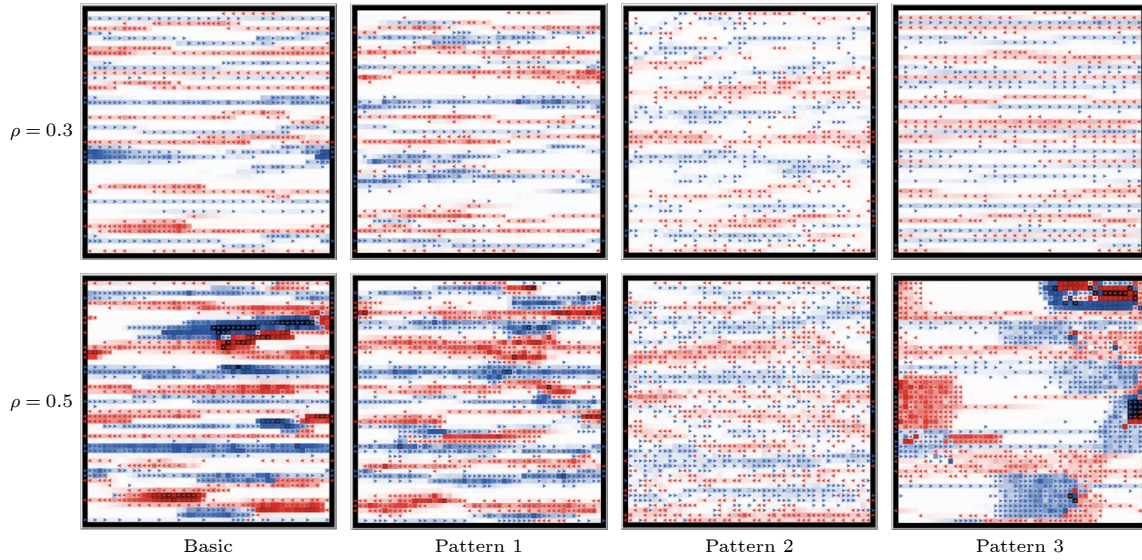 ρ = 0.3
ρ = 0.5
Basic Pattern 1 Pattern 2 Pattern 3